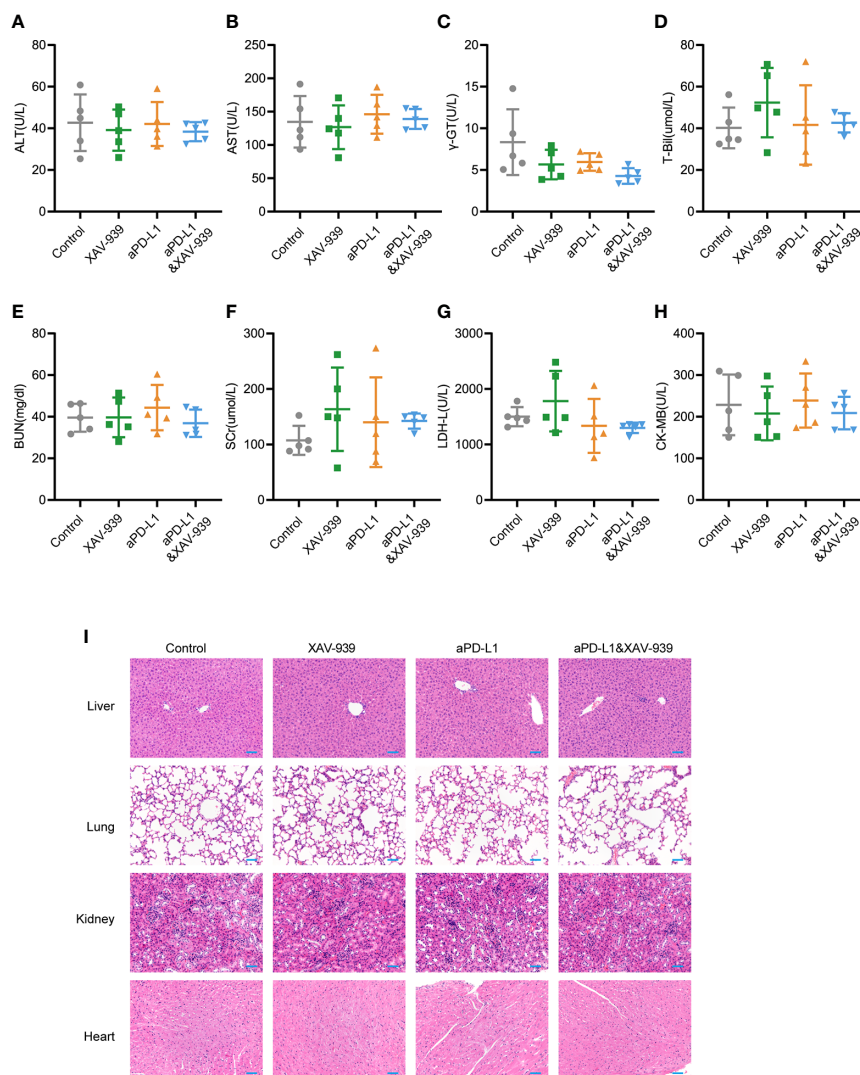 A
ALT(U/L)
80
60
40
20
0
Control
XAV-939
aPD-L1
aPD-L1
&XAV-939
B
AST(U/L)
250
200
150
100
50
0
Control
XAV-939
aPD-L1
aPD-L1
&XAV-939
C
γ-GT(U/L)
20
15
10
5
0
Control
XAV-939
aPD-L1
aPD-L1
&XAV-939
D
T-Bil(umol/L)
80
60
40
20
0
Control
XAV-939
aPD-L1
aPD-L1
&XAV-939
E
BUN(mg/dl)
80
60
40
20
0
Control
XAV-939
aPD-L1
aPD-L1
&XAV-939
F
SCr(umol/L)
300
200
100
0
Control
XAV-939
aPD-L1
aPD-L1
&XAV-939
G
LDH-L(U/L)
3000
2000
1000
0
Control
XAV-939
aPD-L1
aPD-L1
&XAV-939
H
CK-MB(U/L)
400
300
200
100
0
Control
XAV-939
aPD-L1
aPD-L1
&XAV-939
I
Control
XAV-939
aPD-L1
aPD-L1&XAV-939
Liver
Lung
Kidney
Heart